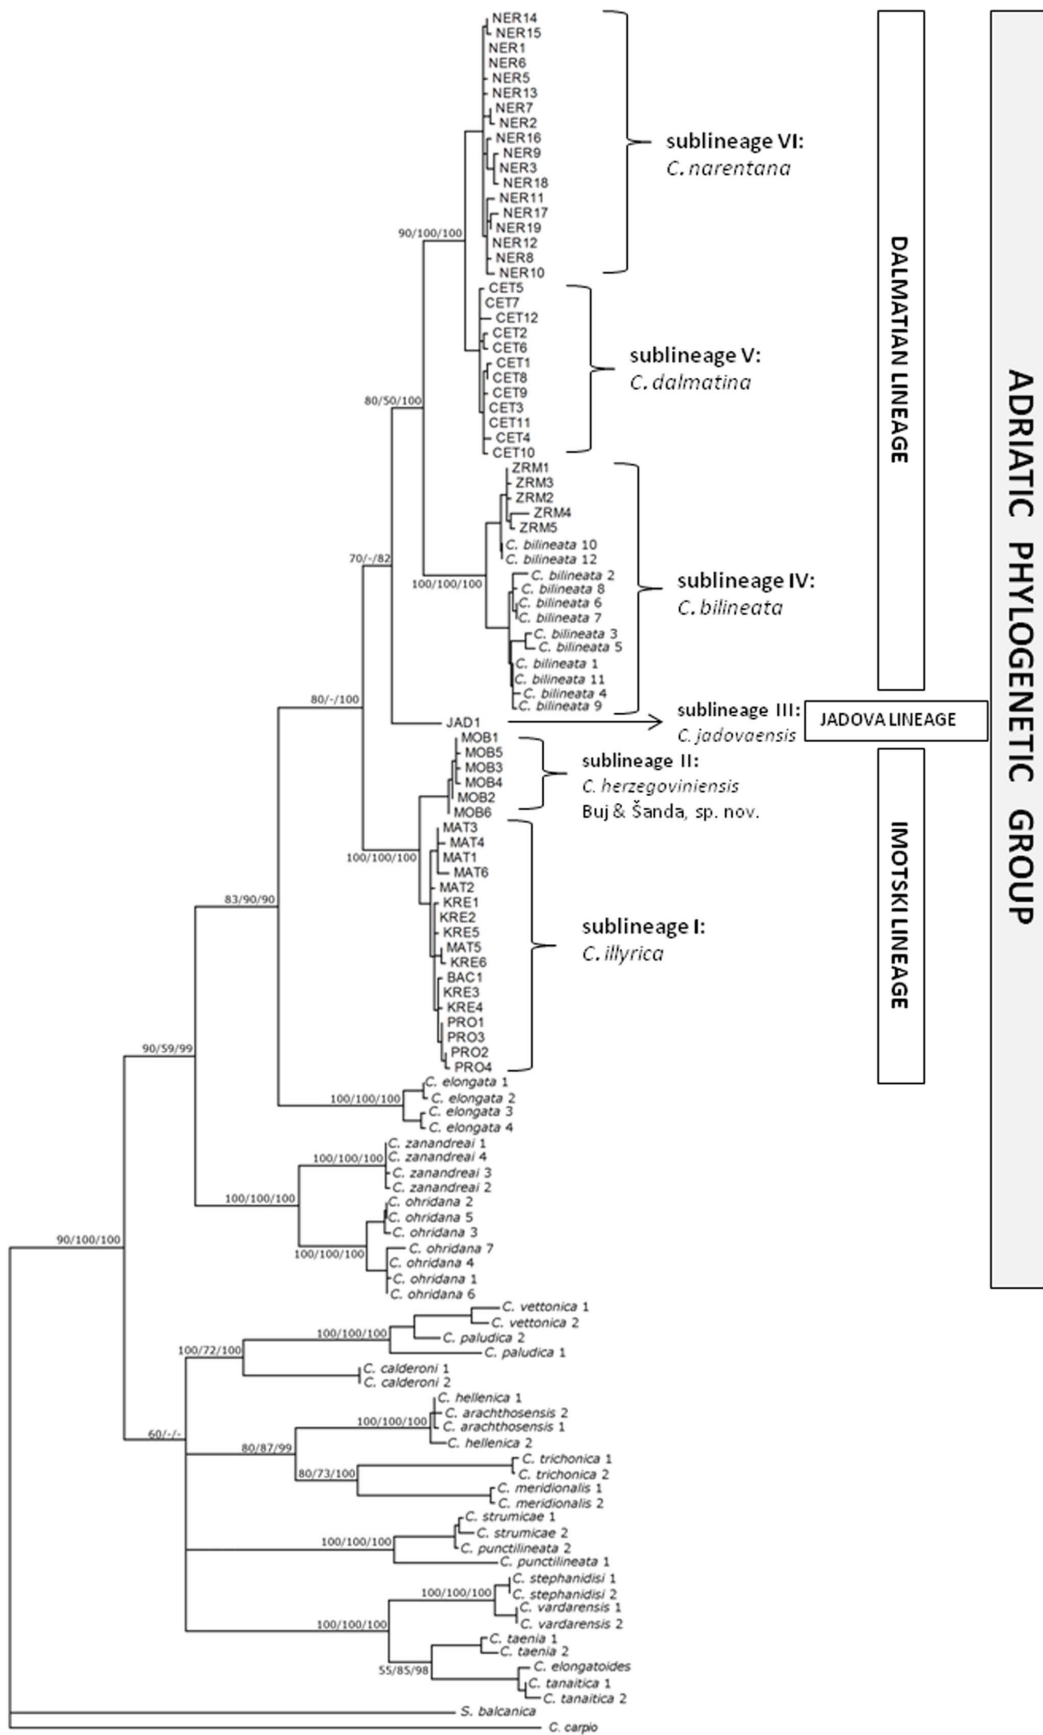 NER14
NER15
NER1
NER6
NER5
NER13
NER7
NER2
NER16
NER9
NER3
NER18
NER11
NER17
NER19
NER12
NER8
NER10
90/100/100
sublineage VI:
C. narentana
CET5
CET7
CET12
CET2
CET6
CET1
CET8
CET9
CET3
CET11
CET4
CET10
sublineage V:
C. dalmatina
80/50/100
ZRM1
ZRM3
ZRM2
ZRM4
ZRM5
C. bilineata 10
C. bilineata 12
C. bilineata 2
C. bilineata 8
C. bilineata 6
C. bilineata 7
C. bilineata 3
C. bilineata 5
C. bilineata 1
C. bilineata 11
C. bilineata 4
C. bilineata 9
100/100/100
sublineage IV:
C. bilineata
70/-/82
DALMATIAN LINEAGE
JAD1
sublineage III:
C. jadovaensis
JADOVA LINEAGE
80/-/100
MOB1
MOB5
MOB3
MOB4
MOB2
MOB6
sublineage II:
C. herzegoviniensis
Buj & Šanda, sp. nov.
100/100/100
MAT3
MAT4
MAT1
MAT6
MAT2
KRE1
KRE2
KRE5
MAT5
KRE6
BAC1
KRE3
KRE4
PRO1
PRO3
PRO2
PRO4
sublineage I:
C. illyrica
IMOTSKI LINEAGE
ADRIATIC PHYLOGENETIC GROUP
83/90/90
90/59/99
C. elongata 1
C. elongata 2
C. elongata 3
C. elongata 4
100/100/100
C. zanandreai 1
C. zanandreai 4
C. zanandreai 3
C. zanandreai 2
100/100/100
100/100/100
C. ohridana 2
C. ohridana 5
C. ohridana 3
C. ohridana 7
C. ohridana 4
C. ohridana 1
C. ohridana 6
100/100/100
90/100/100
C. vettonica 1
C. vettonica 2
C. paludica 2
C. paludica 1
100/100/100
100/72/100
C. calderoni 1
C. calderoni 2
60/-/-
C. hellenica 1
C. arachthosensis 2
C. arachthosensis 1
C. hellenica 2
100/100/100
80/87/99
C. trichonica 1
C. trichonica 2
80/73/100
C. meridionalis 1
C. meridionalis 2
C. strumicae 1
C. strumicae 2
C. punctilineata 2
C. punctilineata 1
100/100/100
C. stephanidisi 1
C. stephanidisi 2
C. vardarensis 1
C. vardarensis 2
100/100/100
100/100/100
C. taenia 1
C. taenia 2
55/85/98
C. elongatoides
C. tanaitica 1
C. tanaitica 2
S. balcanica
C. carpio